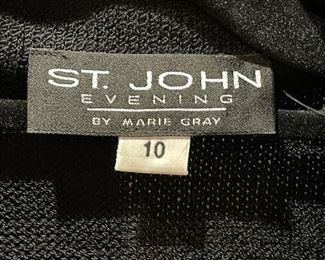 ST. JOHN
EVENING
BY MARIE GRAY
10